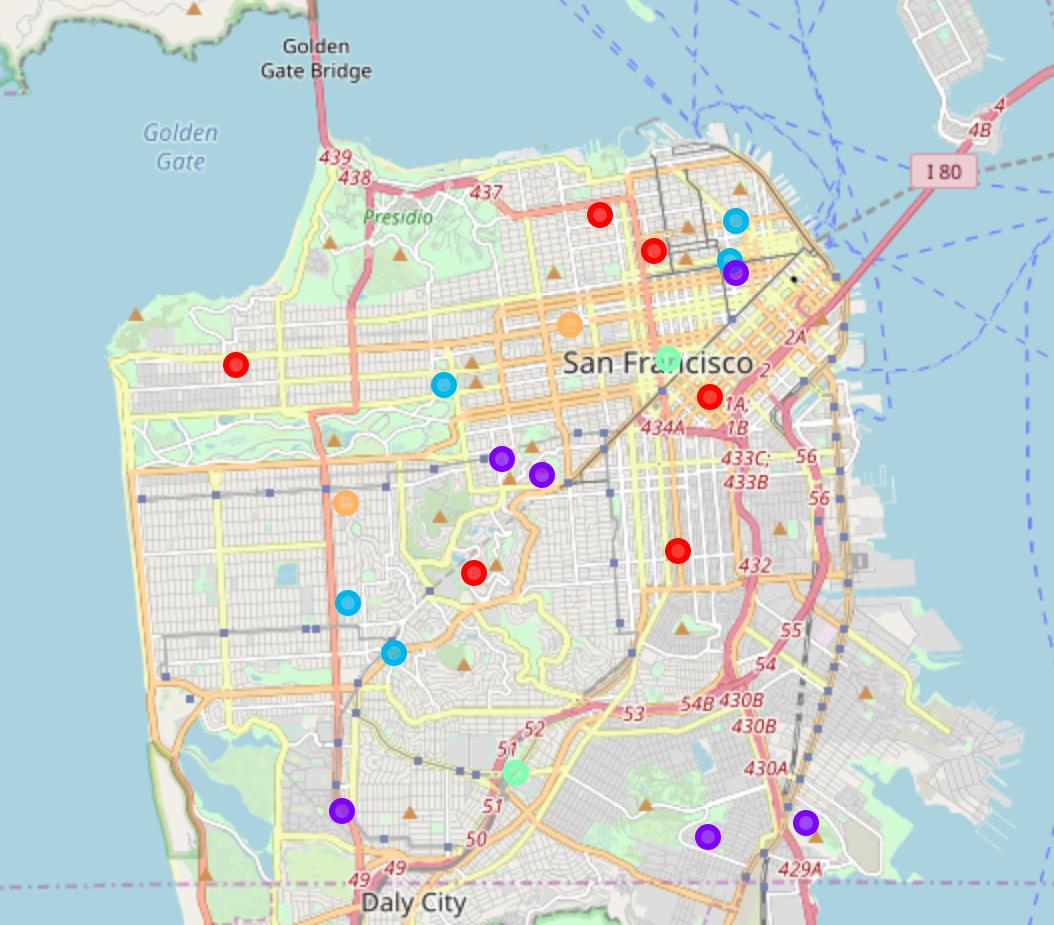 Golden
Gate Bridge
Golden
Gate
4
4B
I 80
439
438
437
Presidio
2A
San Francisco
2
1A;
1B
434A
433C;
433B
56
56
432
55
54
54B
430B
53
430B
52
51
430A
51
50
49
49
429A
Daly City